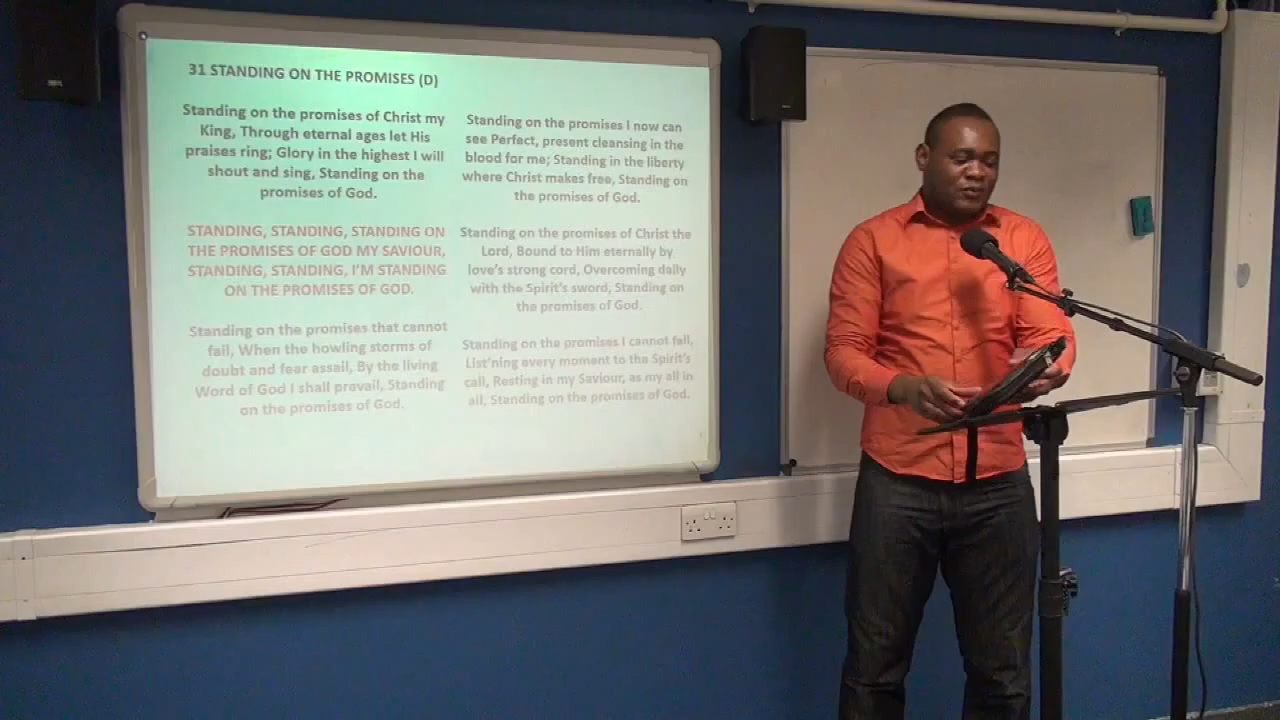 31 STANDING ON THE PROMISES (D)
Standing on the promises of Christ my
King, Through eternal ages let His
praises ring; Glory in the highest I will
shout and sing, Standing on the
promises of God.
STANDING, STANDING, STANDING ON
THE PROMISES OF GOD MY SAVIOUR,
STANDING, STANDING, I'M STANDING
ON THE PROMISES OF GOD.
Standing on the promises that cannot
fail, When the howling storms of
doubt and fear assail, By the living
Word of God I shall prevail, Standing
on the promises of God.
Standing on the promises I now can
see Perfect, present cleansing in the
blood for me; Standing in the liberty
where Christ makes free, Standing on
the promises of God.
Standing on the promises of Christ the
Lord, Bound to Him eternally by
love's strong cord, Overcoming daily
with the Spirit's sword, Standing on
the promises of God.
Standing on the promises I cannot fall,
List'ning every moment to the Spirit's
call, Resting in my Saviour, as my all in
all, Standing on the promises of God.